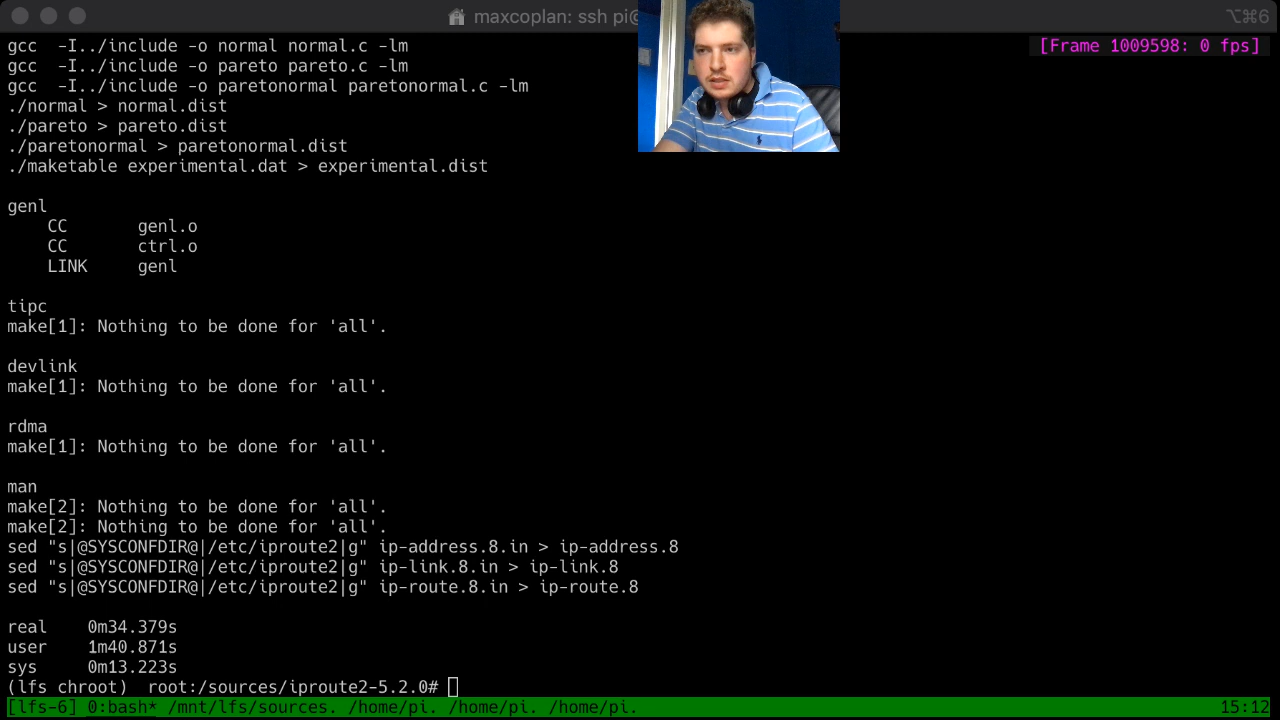 maxcoplan: ssh pi@
⌥⌘6
gcc  -I../include -o normal normal.c -lm
[Frame 1009598: 0 fps]
gcc  -I../include -o pareto pareto.c -lm
gcc  -I../include -o paretonormal paretonormal.c -lm
./normal > normal.dist
./pareto > pareto.dist
./paretonormal > paretonormal.dist
./maketable experimental.dat > experimental.dist
genl
    CC       genl.o
    CC       ctrl.o
    LINK     genl
tipc
make[1]: Nothing to be done for 'all'.
devlink
make[1]: Nothing to be done for 'all'.
rdma
make[1]: Nothing to be done for 'all'.
man
make[2]: Nothing to be done for 'all'.
make[2]: Nothing to be done for 'all'.
sed "s|@SYSCONFDIR@|/etc/iproute2|g" ip-address.8.in > ip-address.8
sed "s|@SYSCONFDIR@|/etc/iproute2|g" ip-link.8.in > ip-link.8
sed "s|@SYSCONFDIR@|/etc/iproute2|g" ip-route.8.in > ip-route.8
real    0m34.379s
user    1m40.871s
sys     0m13.223s
(lfs chroot)  root:/sources/iproute2-5.2.0#
[lfs-6] 0:bash* /mnt/lfs/sources. /home/pi. /home/pi. /home/pi.
15:12